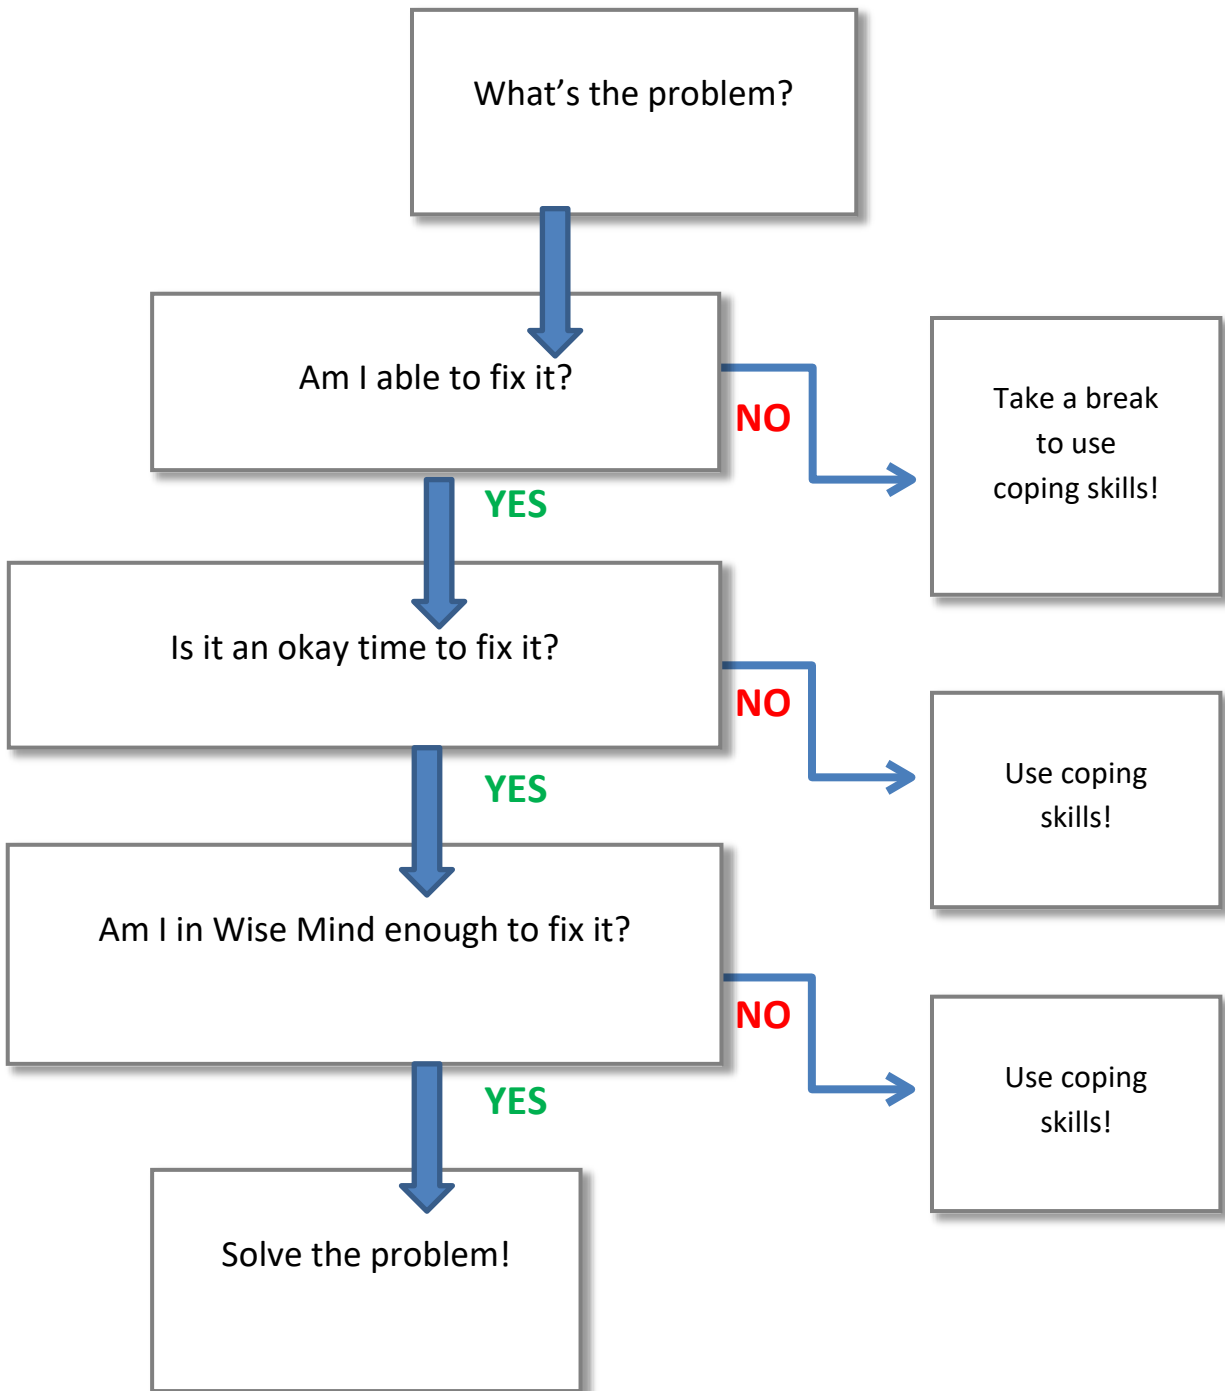 What’s the problem?
Am I able to fix it?
NO
Take a break
to use
coping skills!
YES
Is it an okay time to fix it?
NO
Use coping
skills!
YES
Am I in Wise Mind enough to fix it?
NO
Use coping
skills!
YES
Solve the problem!